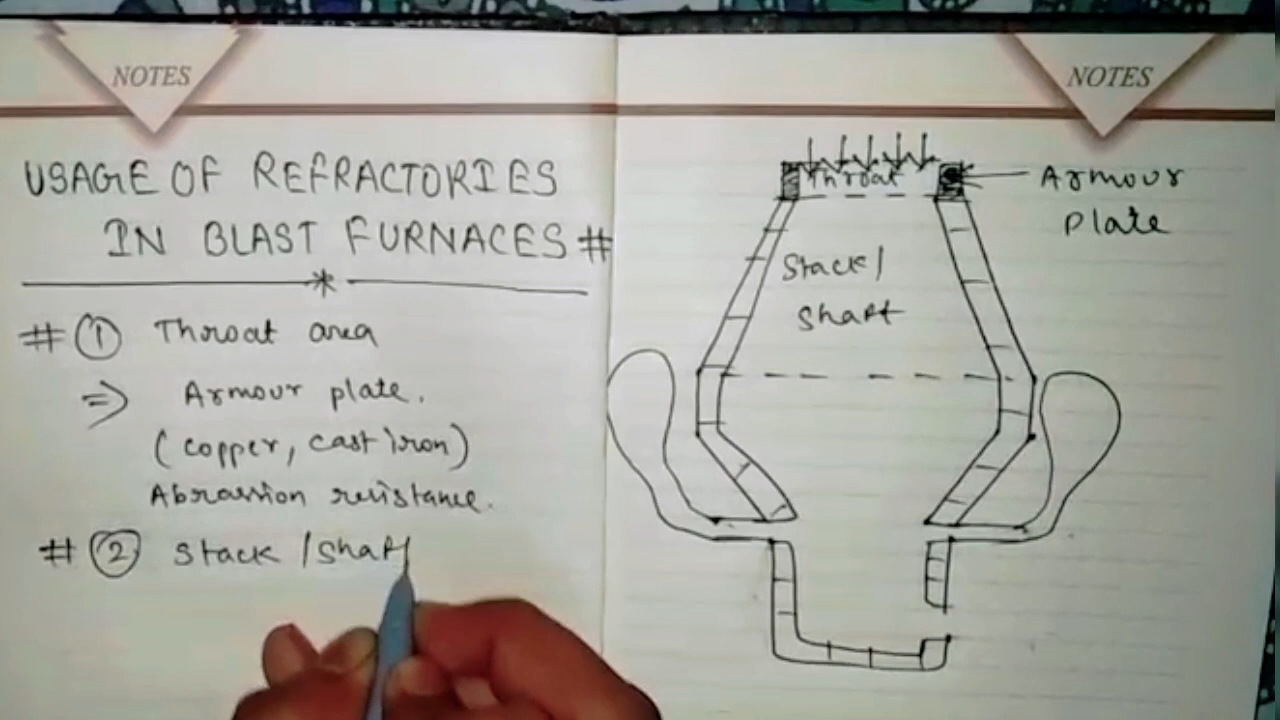 NOTES
USAGE OF REFRACTORIES
IN BLAST FURNACES #
# ① Throat area
⇒ Armour plate.
(copper, cast iron)
Abrassion resistance.
# ② Stack / Shaft
NOTES
Throat
Armour
Plate
Stack/
Shaft